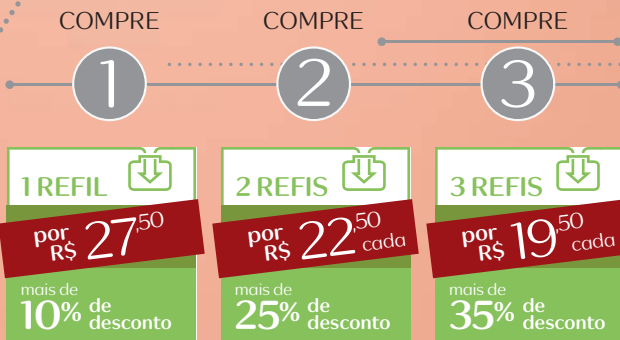 COMPRE
1
1 REFIL
por
R$ 27,50
mais de
10% de
desconto
COMPRE
2
2 REFIS
por
R$ 22,50
cada
mais de
25% de
desconto
COMPRE
3
3 REFIS
por
R$ 19,50
cada
mais de
35% de
desconto